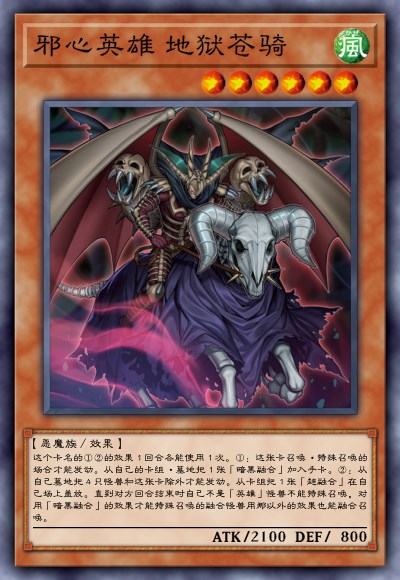 邪心英雄 地狱苍骑
風
【恶魔族／效果】
这个卡名的①②的效果1回合各能使用1次。①：这张卡召唤·特殊召唤的
场合才能发动。从自己的卡组·墓地把1张「暗黑融合」加入手卡。②：从
自己墓地把4只怪兽和这张卡除外才能发动。从卡组把1张「超融合」在自
己场上盖放。直到对方回合结束时自己不是「英雄」怪兽不能特殊召唤，对
用「暗黑融合」的效果才能特殊召唤的融合怪兽用那以外的效果也能融合召
唤。
ATK/2100 DEF/ 800